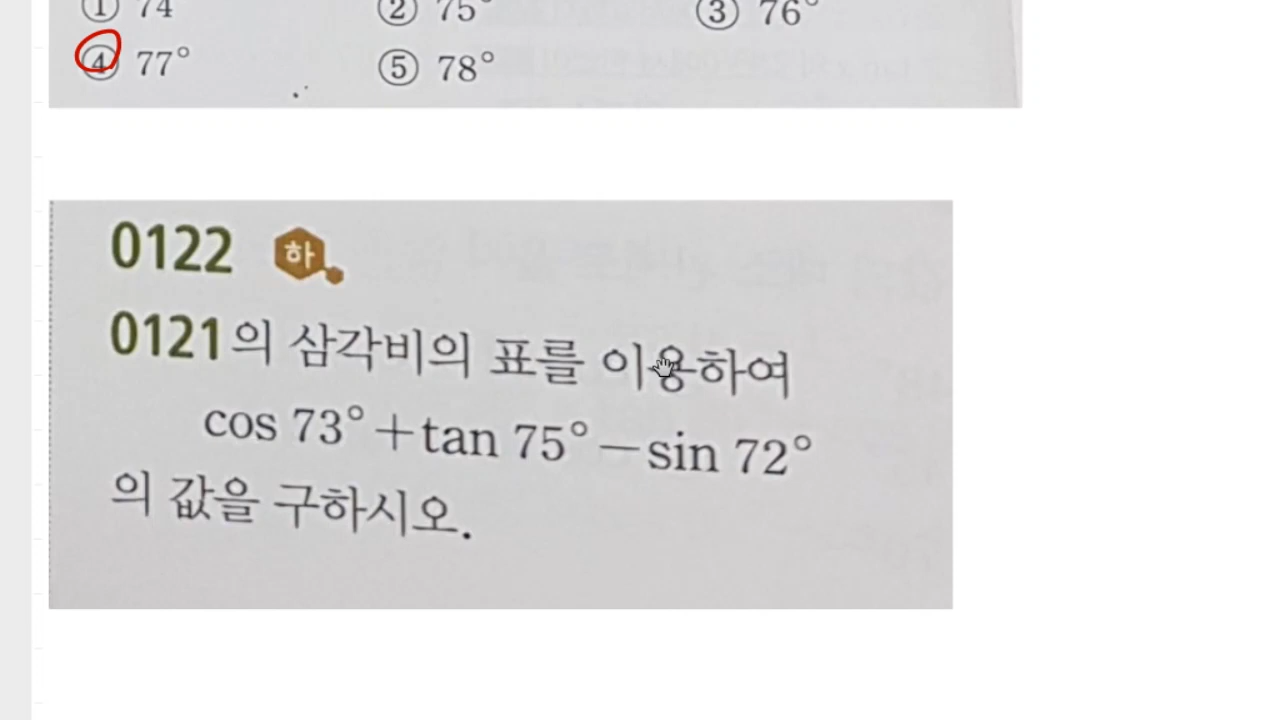 ① 74° ② 75° ③ 76°
④ 77° ⑤ 78°
0122 하
0121의 삼각비의 표를 이용하여
cos 73°+tan 75°−sin 72°
의 값을 구하시오.